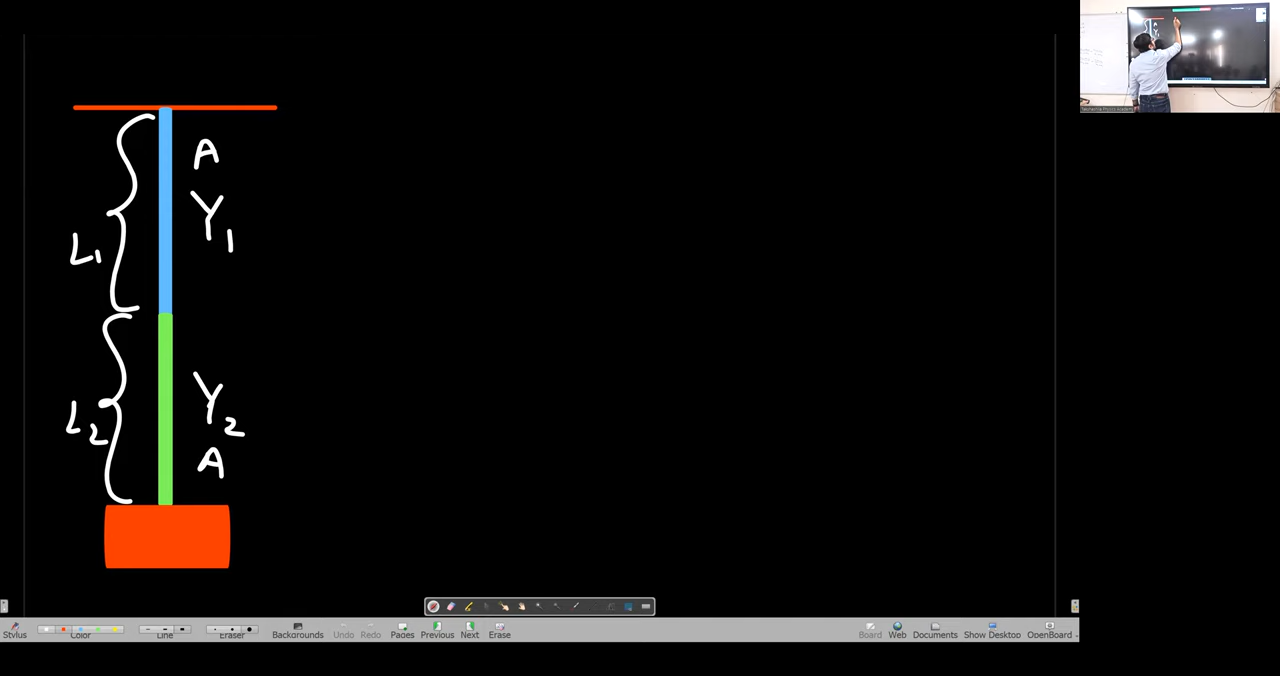 A
Y1
L1
Y2
L2
A
Stylus
Color
Line
Eraser
Backgrounds
Undo
Redo
Pages
Previous
Next
Erase
Board
Web
Documents
Show Desktop
OpenBoard